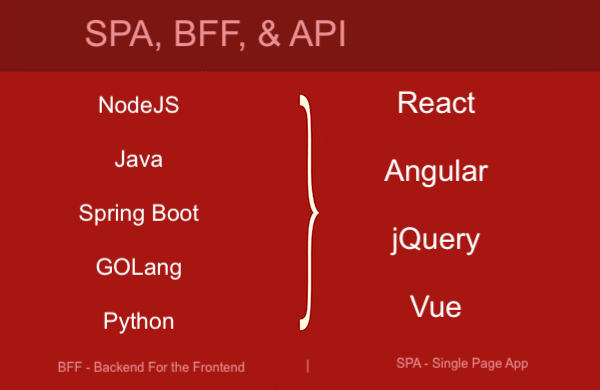 SPA, BFF, & API
NodeJS
Java
Spring Boot
GOLang
Python
React
Angular
jQuery
Vue
BFF - Backend For the Frontend | SPA - Single Page App